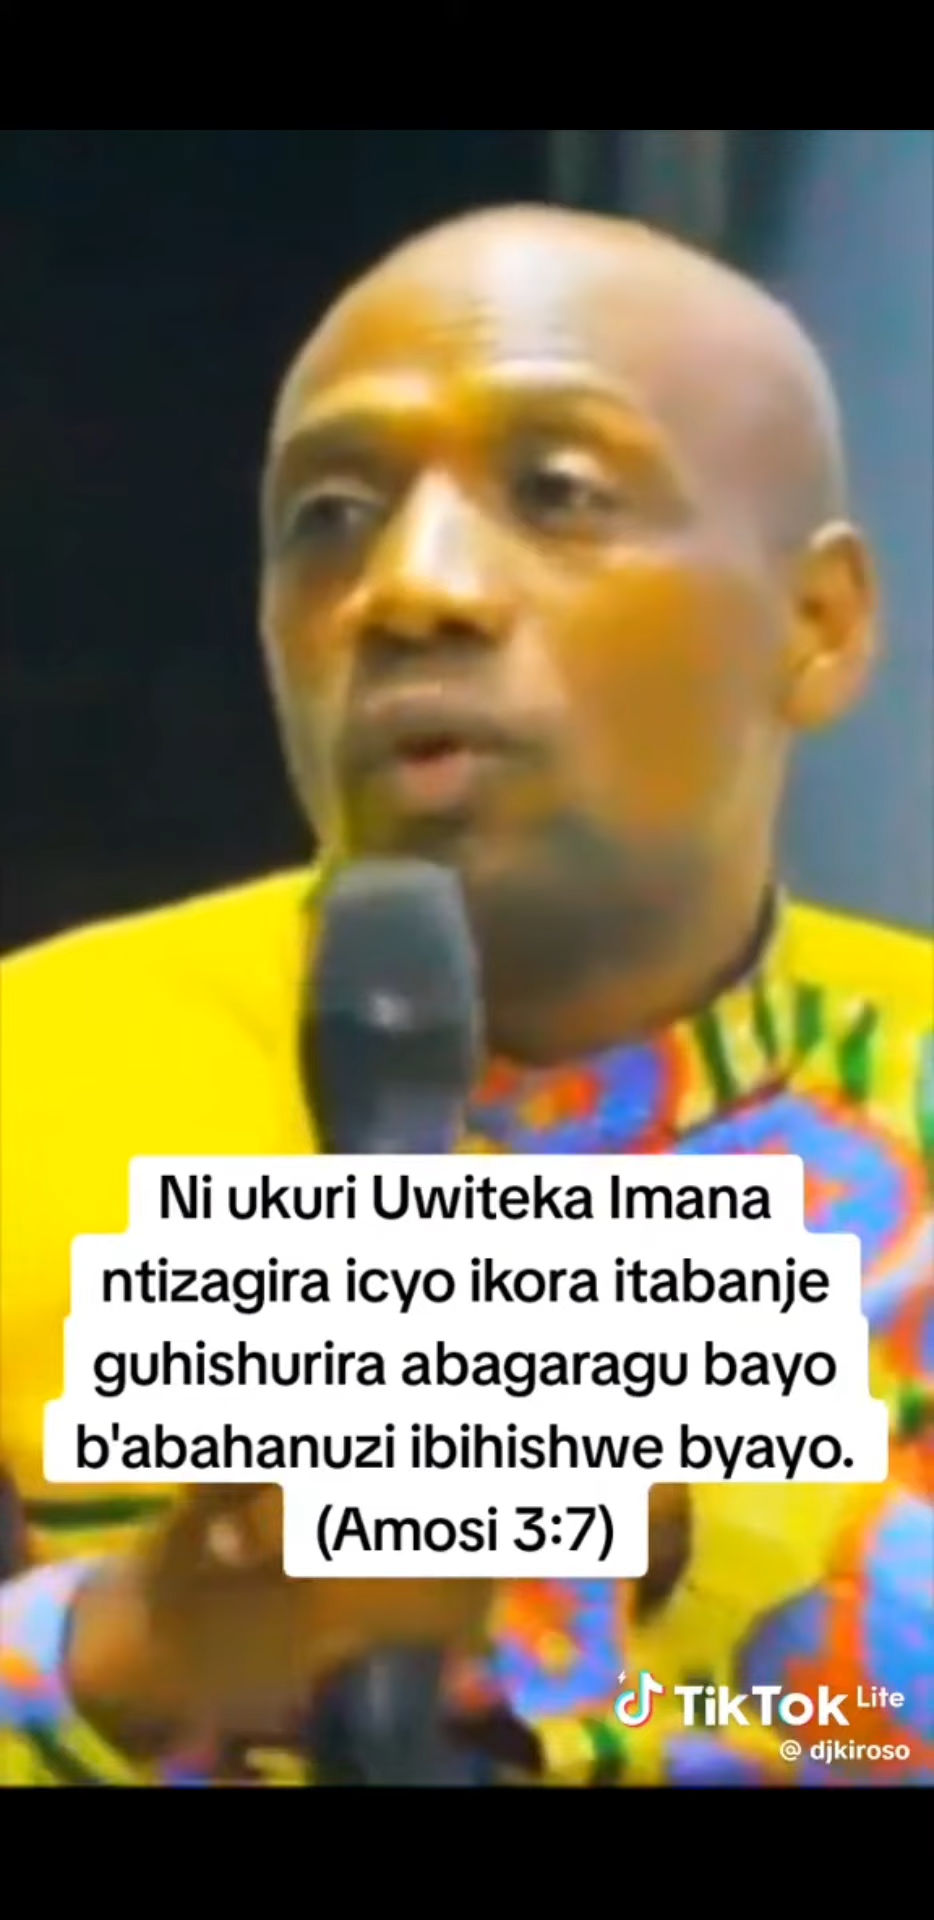 Ni ukuri Uwiteka Imana
ntizagira icyo ikora itabanje
guhishurira abagaragu bayo
b'abahanuzi ibihishwe byayo.
(Amosi 3:7)
TikTok Lite
@ djkiroso